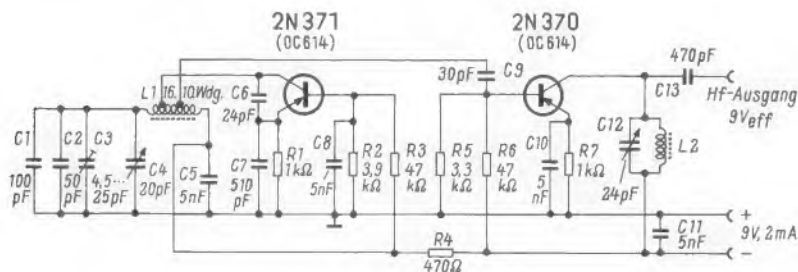 2N371
(OC614)
2N370
(OC614)
L1 16. 10.Wdg.
C6
24pF
30pF
C9
470pF
C13
Hf-Ausgang
9Veff
C1
100
pF
C2
50
pF
C3
4,5...
25pF
C4
20pF
C5
5nF
C7
510
pF
R1
1kΩ
C8
5nF
R2
3,9
kΩ
R3
47
kΩ
R5
3,3
kΩ
R6
47
kΩ
C10
5
nF
R7
1kΩ
C12
24pF
L2
R4
470Ω
C11
5nF
+
9V, 2mA
−